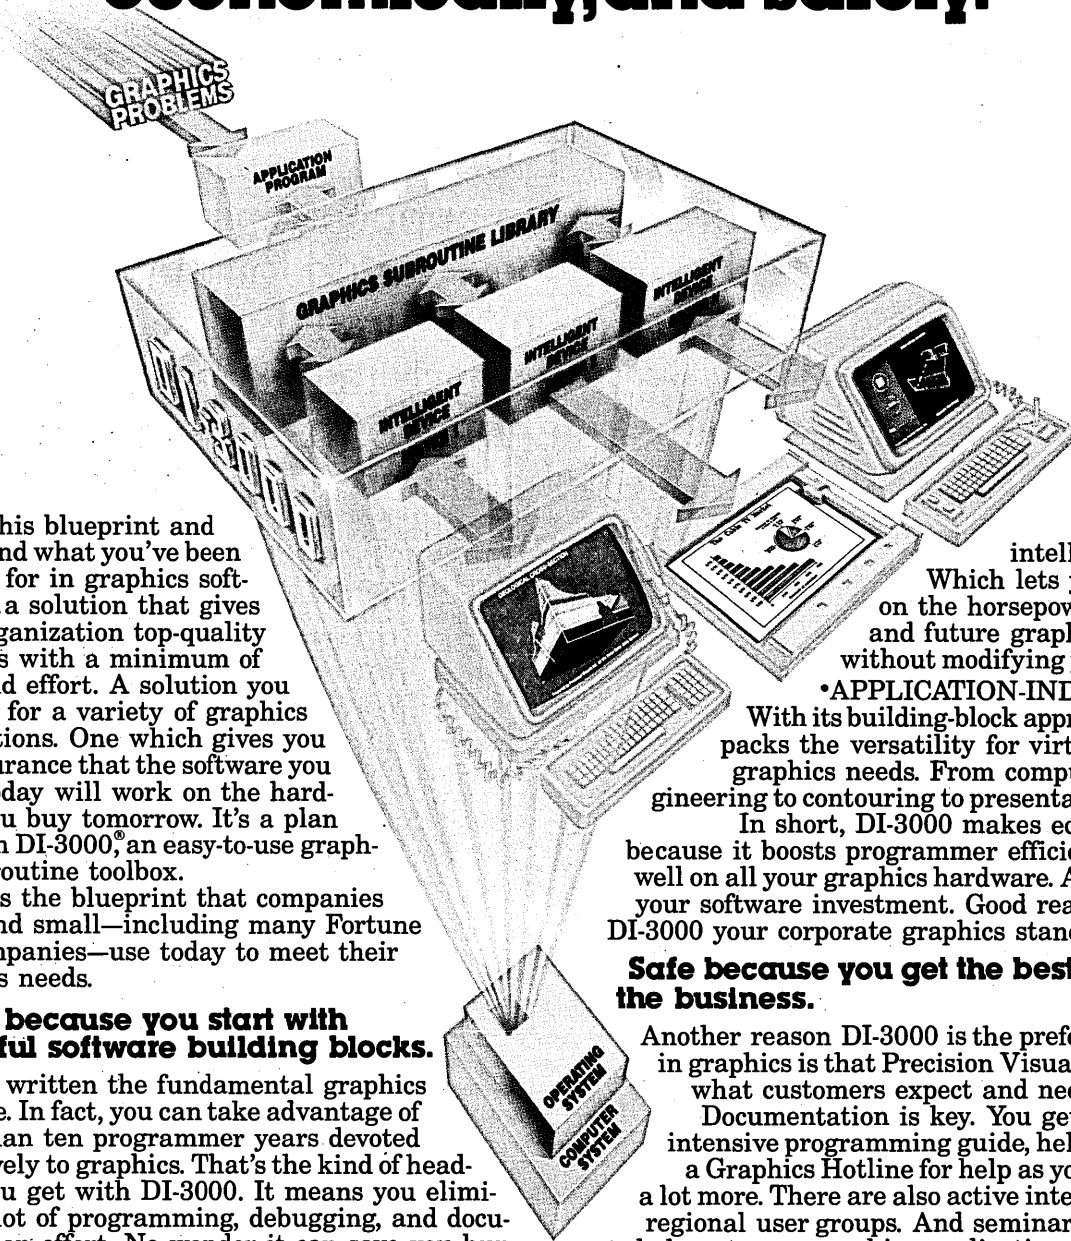 economically, and safely.
GRAPHICS
PROBLEMS
APPLICATION
PROGRAM
GRAPHICS SUBROUTINE LIBRARY
INTELLIGENT
DEVICE
INTELLIGENT
DEVICE
INTELLIGENT
DEVICE
DI-3000
OPERATING
SYSTEM
COMPUTER
SYSTEM
his blueprint and
nd what you've been
for in graphics soft-
a solution that gives
ganization top-quality
s with a minimum of
d effort. A solution you
for a variety of graphics
tions. One which gives you
urance that the software you
day will work on the hard-
u buy tomorrow. It's a plan
n DI-3000,® an easy-to-use graph-
routine toolbox.
s the blueprint that companies
nd small—including many Fortune
mpanies—use today to meet their
s needs.
because you start with
ful software building blocks.
written the fundamental graphics
e. In fact, you can take advantage of
an ten programmer years devoted
vely to graphics. That's the kind of head-
u get with DI-3000. It means you elimi-
lot of programming, debugging, and docu-
intell
Which lets
on the horsepow
and future graph
without modifying
•APPLICATION-IND
With its building-block appr
packs the versatility for virt
graphics needs. From compu
gineering to contouring to presenta
In short, DI-3000 makes ec
because it boosts programmer efficie
well on all your graphics hardware. A
your software investment. Good rea
DI-3000 your corporate graphics stan
Safe because you get the best
the business.
Another reason DI-3000 is the prefe
in graphics is that Precision Visua
what customers expect and nee
Documentation is key. You ge
intensive programming guide, hel
a Graphics Hotline for help as yo
a lot more. There are also active inte
regional user groups. And seminar